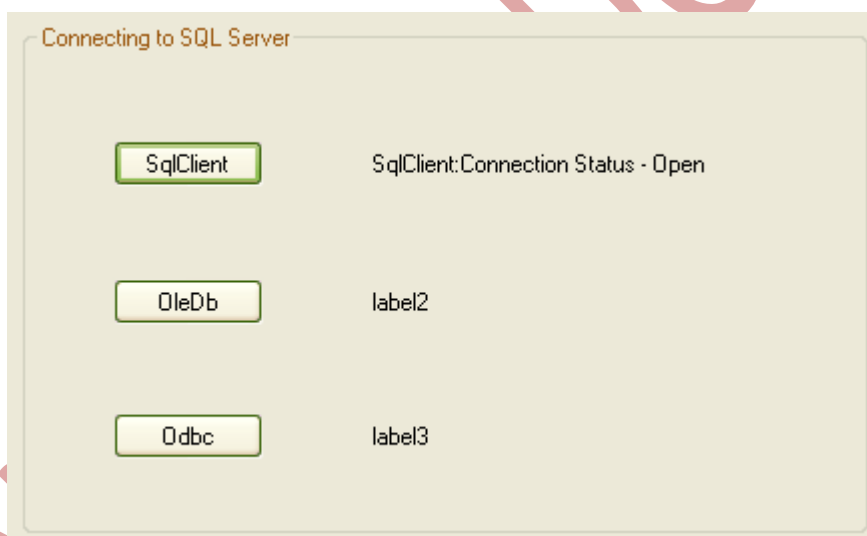 Connecting to SQL Server
SqlClient SqlClient:Connection Status - Open
OleDb label2
Odbc label3